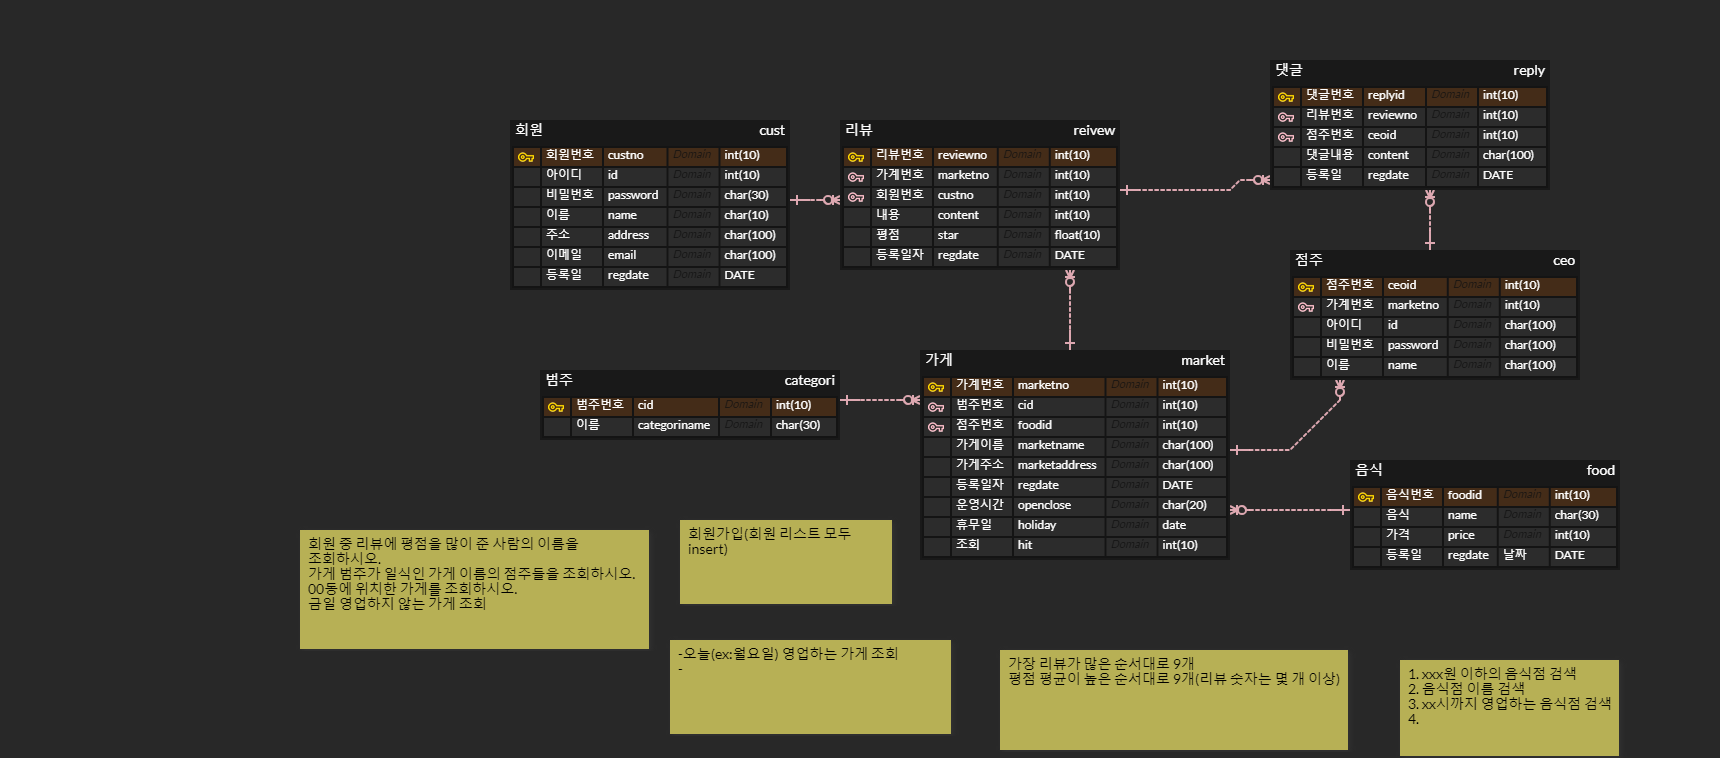 댓글 reply
댓글번호 replyid Domain int(10)
리뷰번호 reviewno Domain int(10)
점주번호 ceoid Domain int(10)
댓글내용 content Domain char(100)
등록일 regdate Domain DATE
회원 cust
회원번호 custno Domain int(10)
아이디 id Domain int(10)
비밀번호 password Domain char(30)
이름 name Domain char(10)
주소 address Domain char(100)
이메일 email Domain char(100)
등록일 regdate Domain DATE
리뷰 reivew
리뷰번호 reviewno Domain int(10)
가계번호 marketno Domain int(10)
회원번호 custno Domain int(10)
내용 content Domain int(10)
평점 star Domain float(10)
등록일자 regdate Domain DATE
점주 ceo
점주번호 ceoid Domain int(10)
가계번호 marketno Domain int(10)
아이디 id Domain char(100)
비밀번호 password Domain char(100)
이름 name Domain char(100)
범주 categori
범주번호 cid Domain int(10)
이름 categoriname Domain char(30)
가게 market
가계번호 marketno Domain int(10)
범주번호 cid Domain int(10)
점주번호 foodid Domain int(10)
가게이름 marketname Domain char(100)
가게주소 marketaddress Domain char(100)
등록일자 regdate Domain DATE
운영시간 openclose Domain char(20)
휴무일 holiday Domain date
조회 hit Domain int(10)
음식 food
음식번호 foodid Domain int(10)
음식 name Domain char(30)
가격 price Domain int(10)
등록일 regdate 날짜 DATE
회원 중 리뷰에 평점을 많이 준 사람의 이름을
조회하시오.
가게 범주가 일식인 가게 이름의 점주들을 조회하시오.
00동에 위치한 가게를 조회하시오.
금일 영업하지 않는 가게 조회
회원가입(회원 리스트 모두
insert)
-오늘(ex:월요일) 영업하는 가게 조회
-
가장 리뷰가 많은 순서대로 9개
평점 평균이 높은 순서대로 9개(리뷰 숫자는 몇 개 이상)
1. xxx원 이하의 음식점 검색
2. 음식점 이름 검색
3. xx시까지 영업하는 음식점 검색
4.